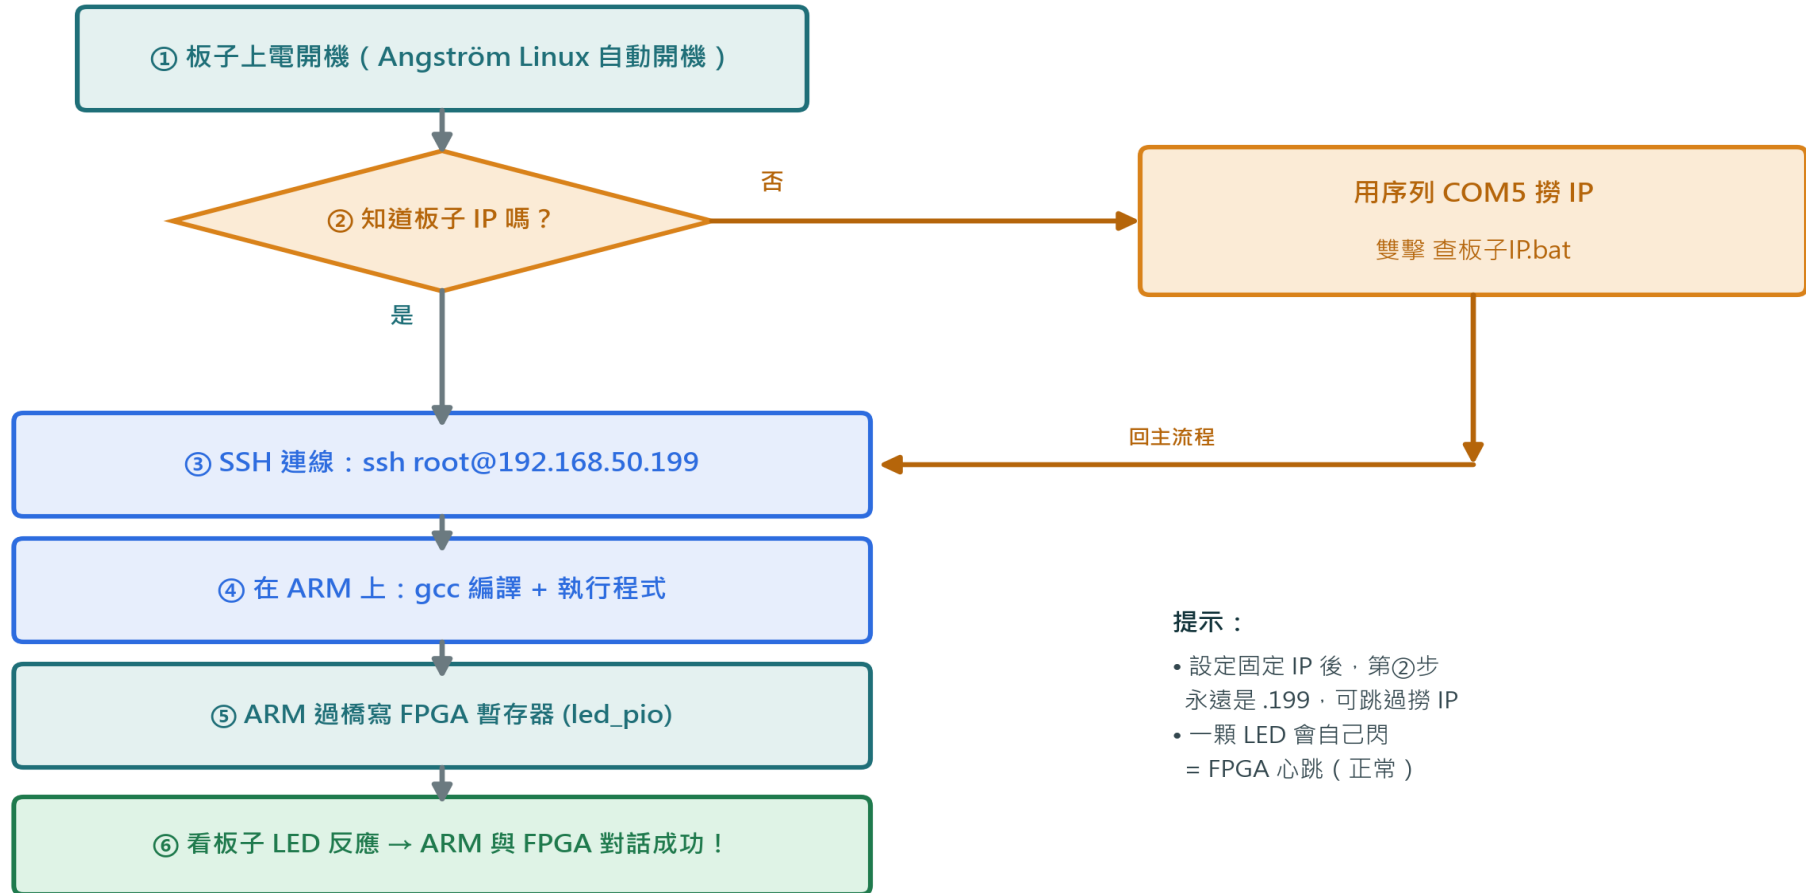 ① 板子上電開機（Angström Linux 自動開機）
② 知道板子 IP 嗎？
否
用序列 COM5 撈 IP
雙擊 查板子IP.bat
是
③ SSH 連線：ssh root@192.168.50.199
回主流程
④ 在 ARM 上：gcc 編譯 + 執行程式
⑤ ARM 過橋寫 FPGA 暫存器 (led_pio)
⑥ 看板子 LED 反應 → ARM 與 FPGA 對話成功！
提示：
• 設定固定 IP 後，第②步
永遠是 .199，可跳過撈 IP
• 一顆 LED 會自己閃
= FPGA 心跳（正常）